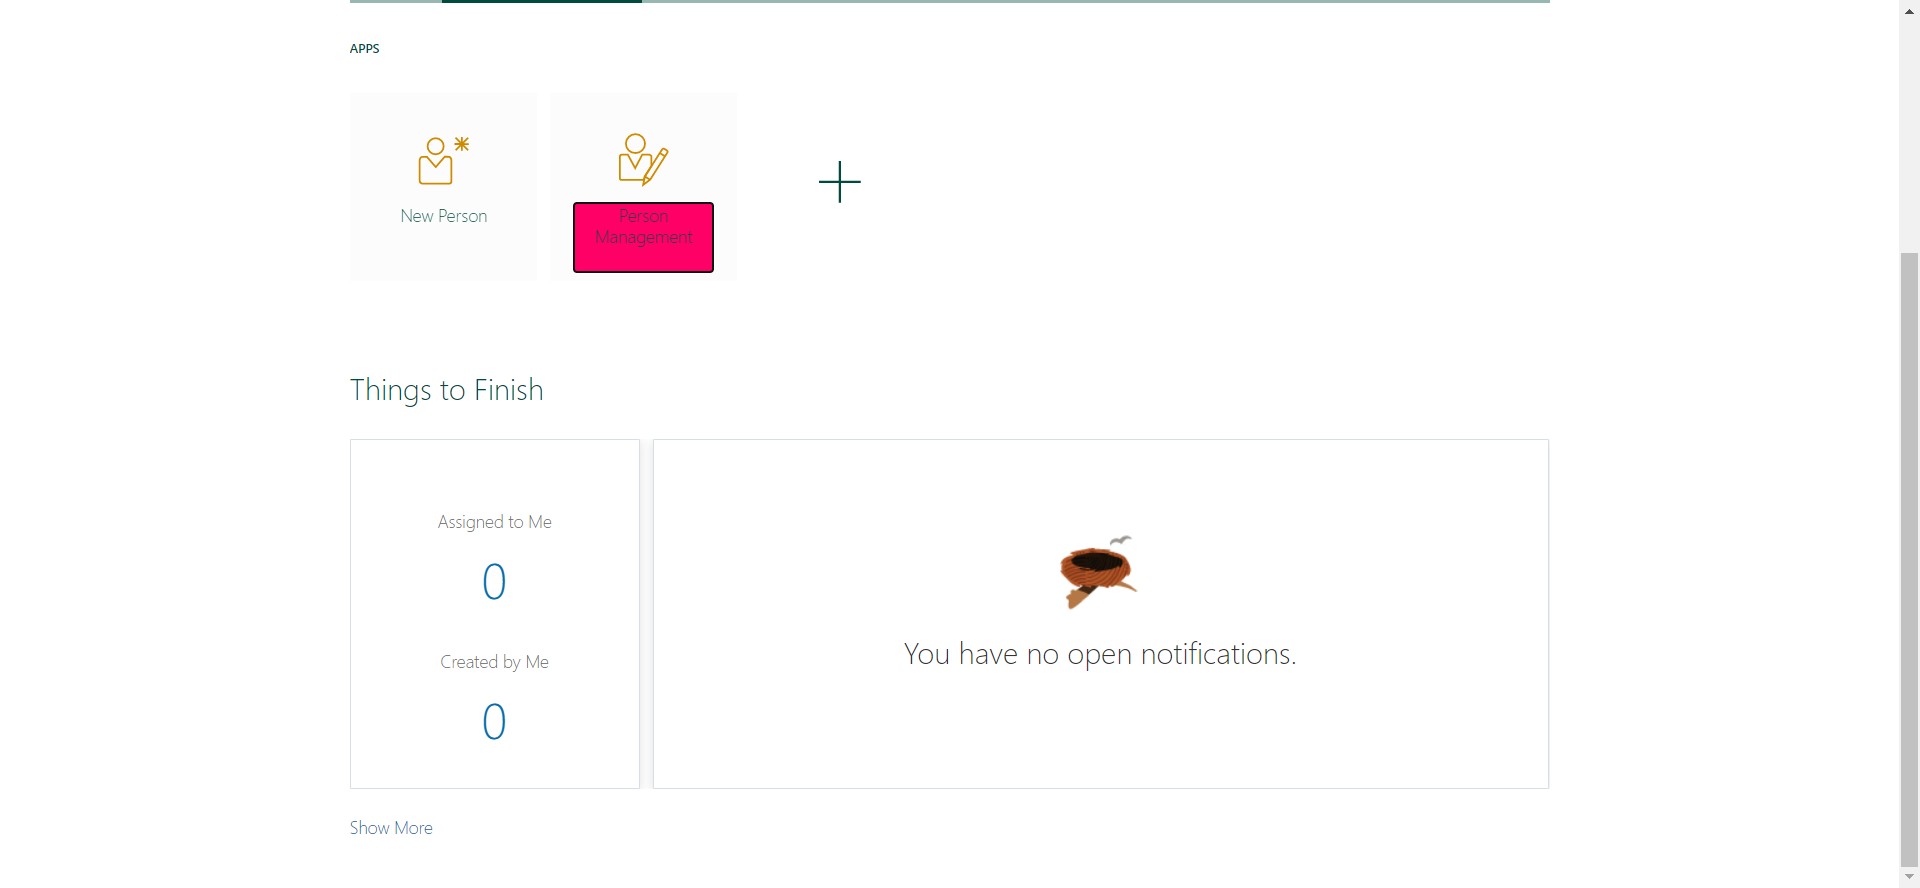 APPS
New Person
Person
Management
Things to Finish
Assigned to Me
0
Created by Me
0
You have no open notifications.
Show More